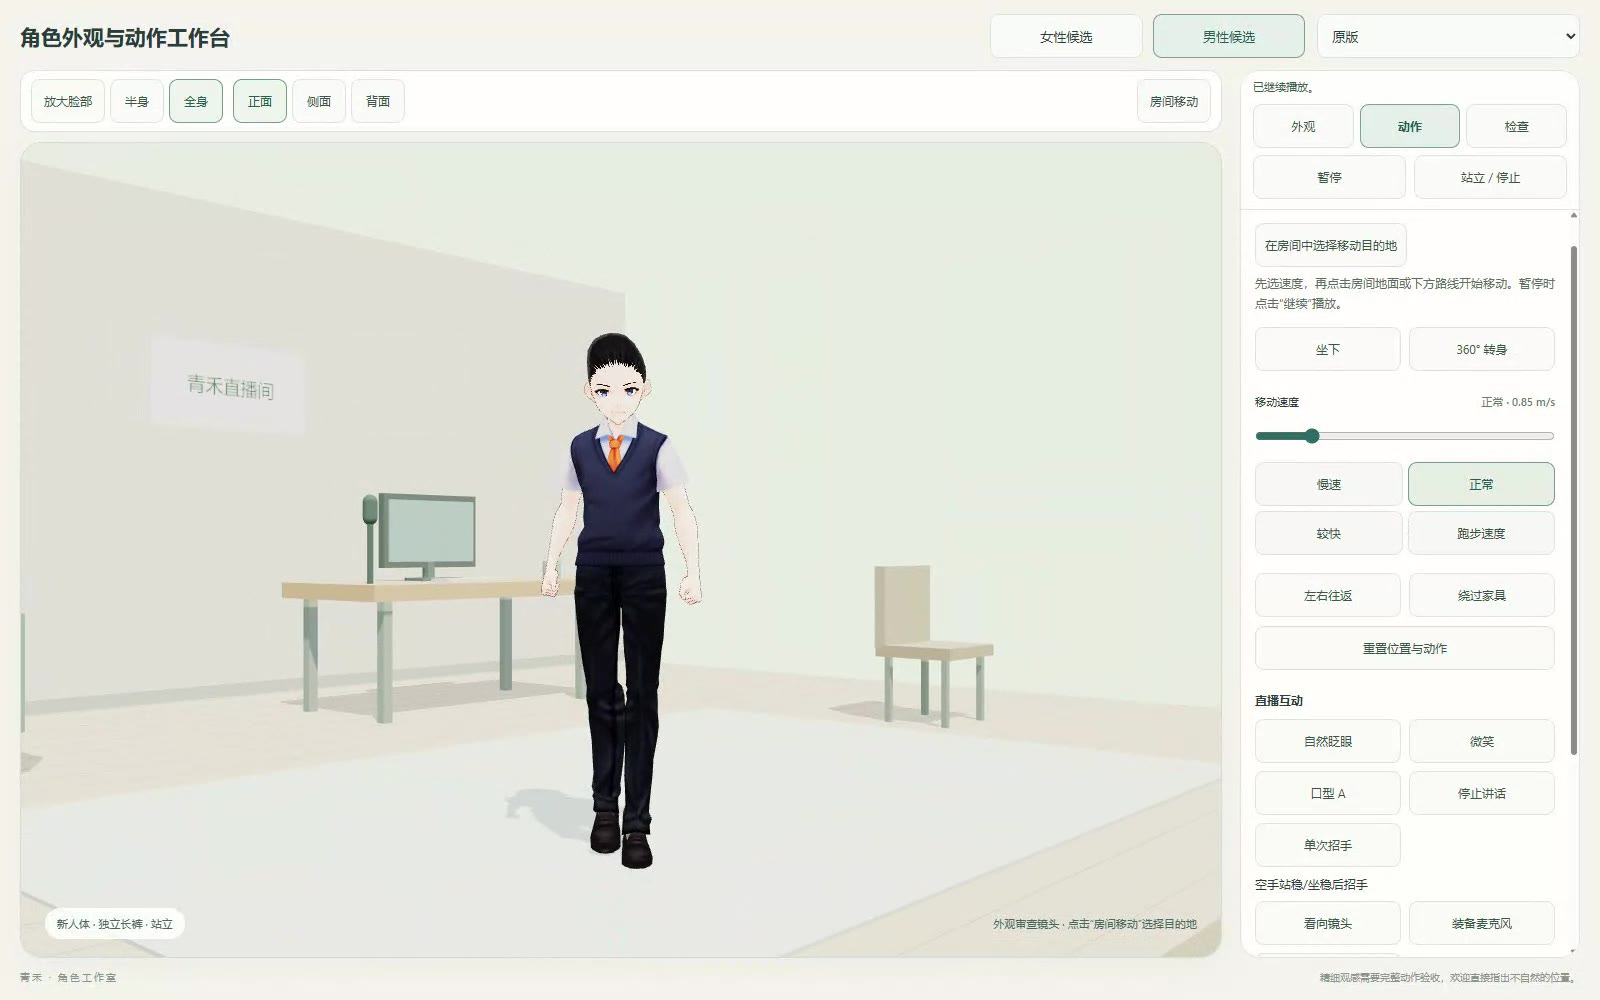 角色外观与动作工作台
女性候选
男性候选
原版
放大脸部
半身
全身
正面
侧面
背面
房间移动
青禾直播间
新人体 · 独立长裤 · 站立
外观审查镜头 · 点击“房间移动”选择目的地
已继续播放。
外观
动作
检查
暂停
站立 / 停止
在房间中选择移动目的地
先选速度，再点击房间地面或下方路线开始移动。暂停时
点击“继续”播放。
坐下
360° 转身
移动速度
正常 · 0.85 m/s
慢速
正常
较快
跑步速度
左右往返
绕过家具
重置位置与动作
直播互动
自然眨眼
微笑
口型 A
停止讲话
单次招手
空手站稳/坐稳后招手
看向镜头
装备麦克风
青禾 · 角色工作室
精细观感需要完整动作验收，欢迎直接指出不自然的位置。